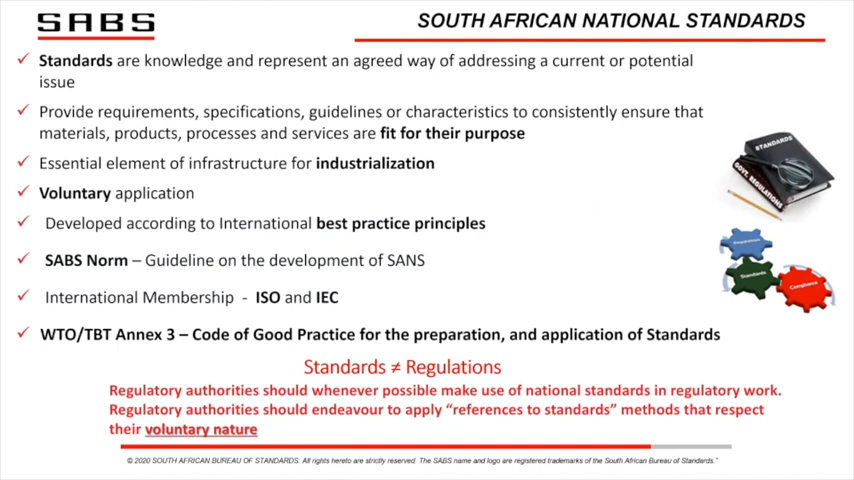 SABS
SOUTH AFRICAN NATIONAL STANDARDS
✓ Standards are knowledge and represent an agreed way of addressing a current or potential
issue
✓ Provide requirements, specifications, guidelines or characteristics to consistently ensure that
materials, products, processes and services are fit for their purpose
✓ Essential element of infrastructure for industrialization
✓ Voluntary application
✓ Developed according to International best practice principles
✓ SABS Norm – Guideline on the development of SANS
✓ International Membership - ISO and IEC
✓ WTO/TBT Annex 3 – Code of Good Practice for the preparation, and application of Standards
STANDARDS
GOVT. REGULATIONS
Regulations
Standards
Compliance
Standards ≠ Regulations
Regulatory authorities should whenever possible make use of national standards in regulatory work.
Regulatory authorities should endeavour to apply “references to standards” methods that respect
their voluntary nature
© 2020 SOUTH AFRICAN BUREAU OF STANDARDS. All rights hereto are strictly reserved. The SABS name and logo are registered trademarks of the South African Bureau of Standards.”